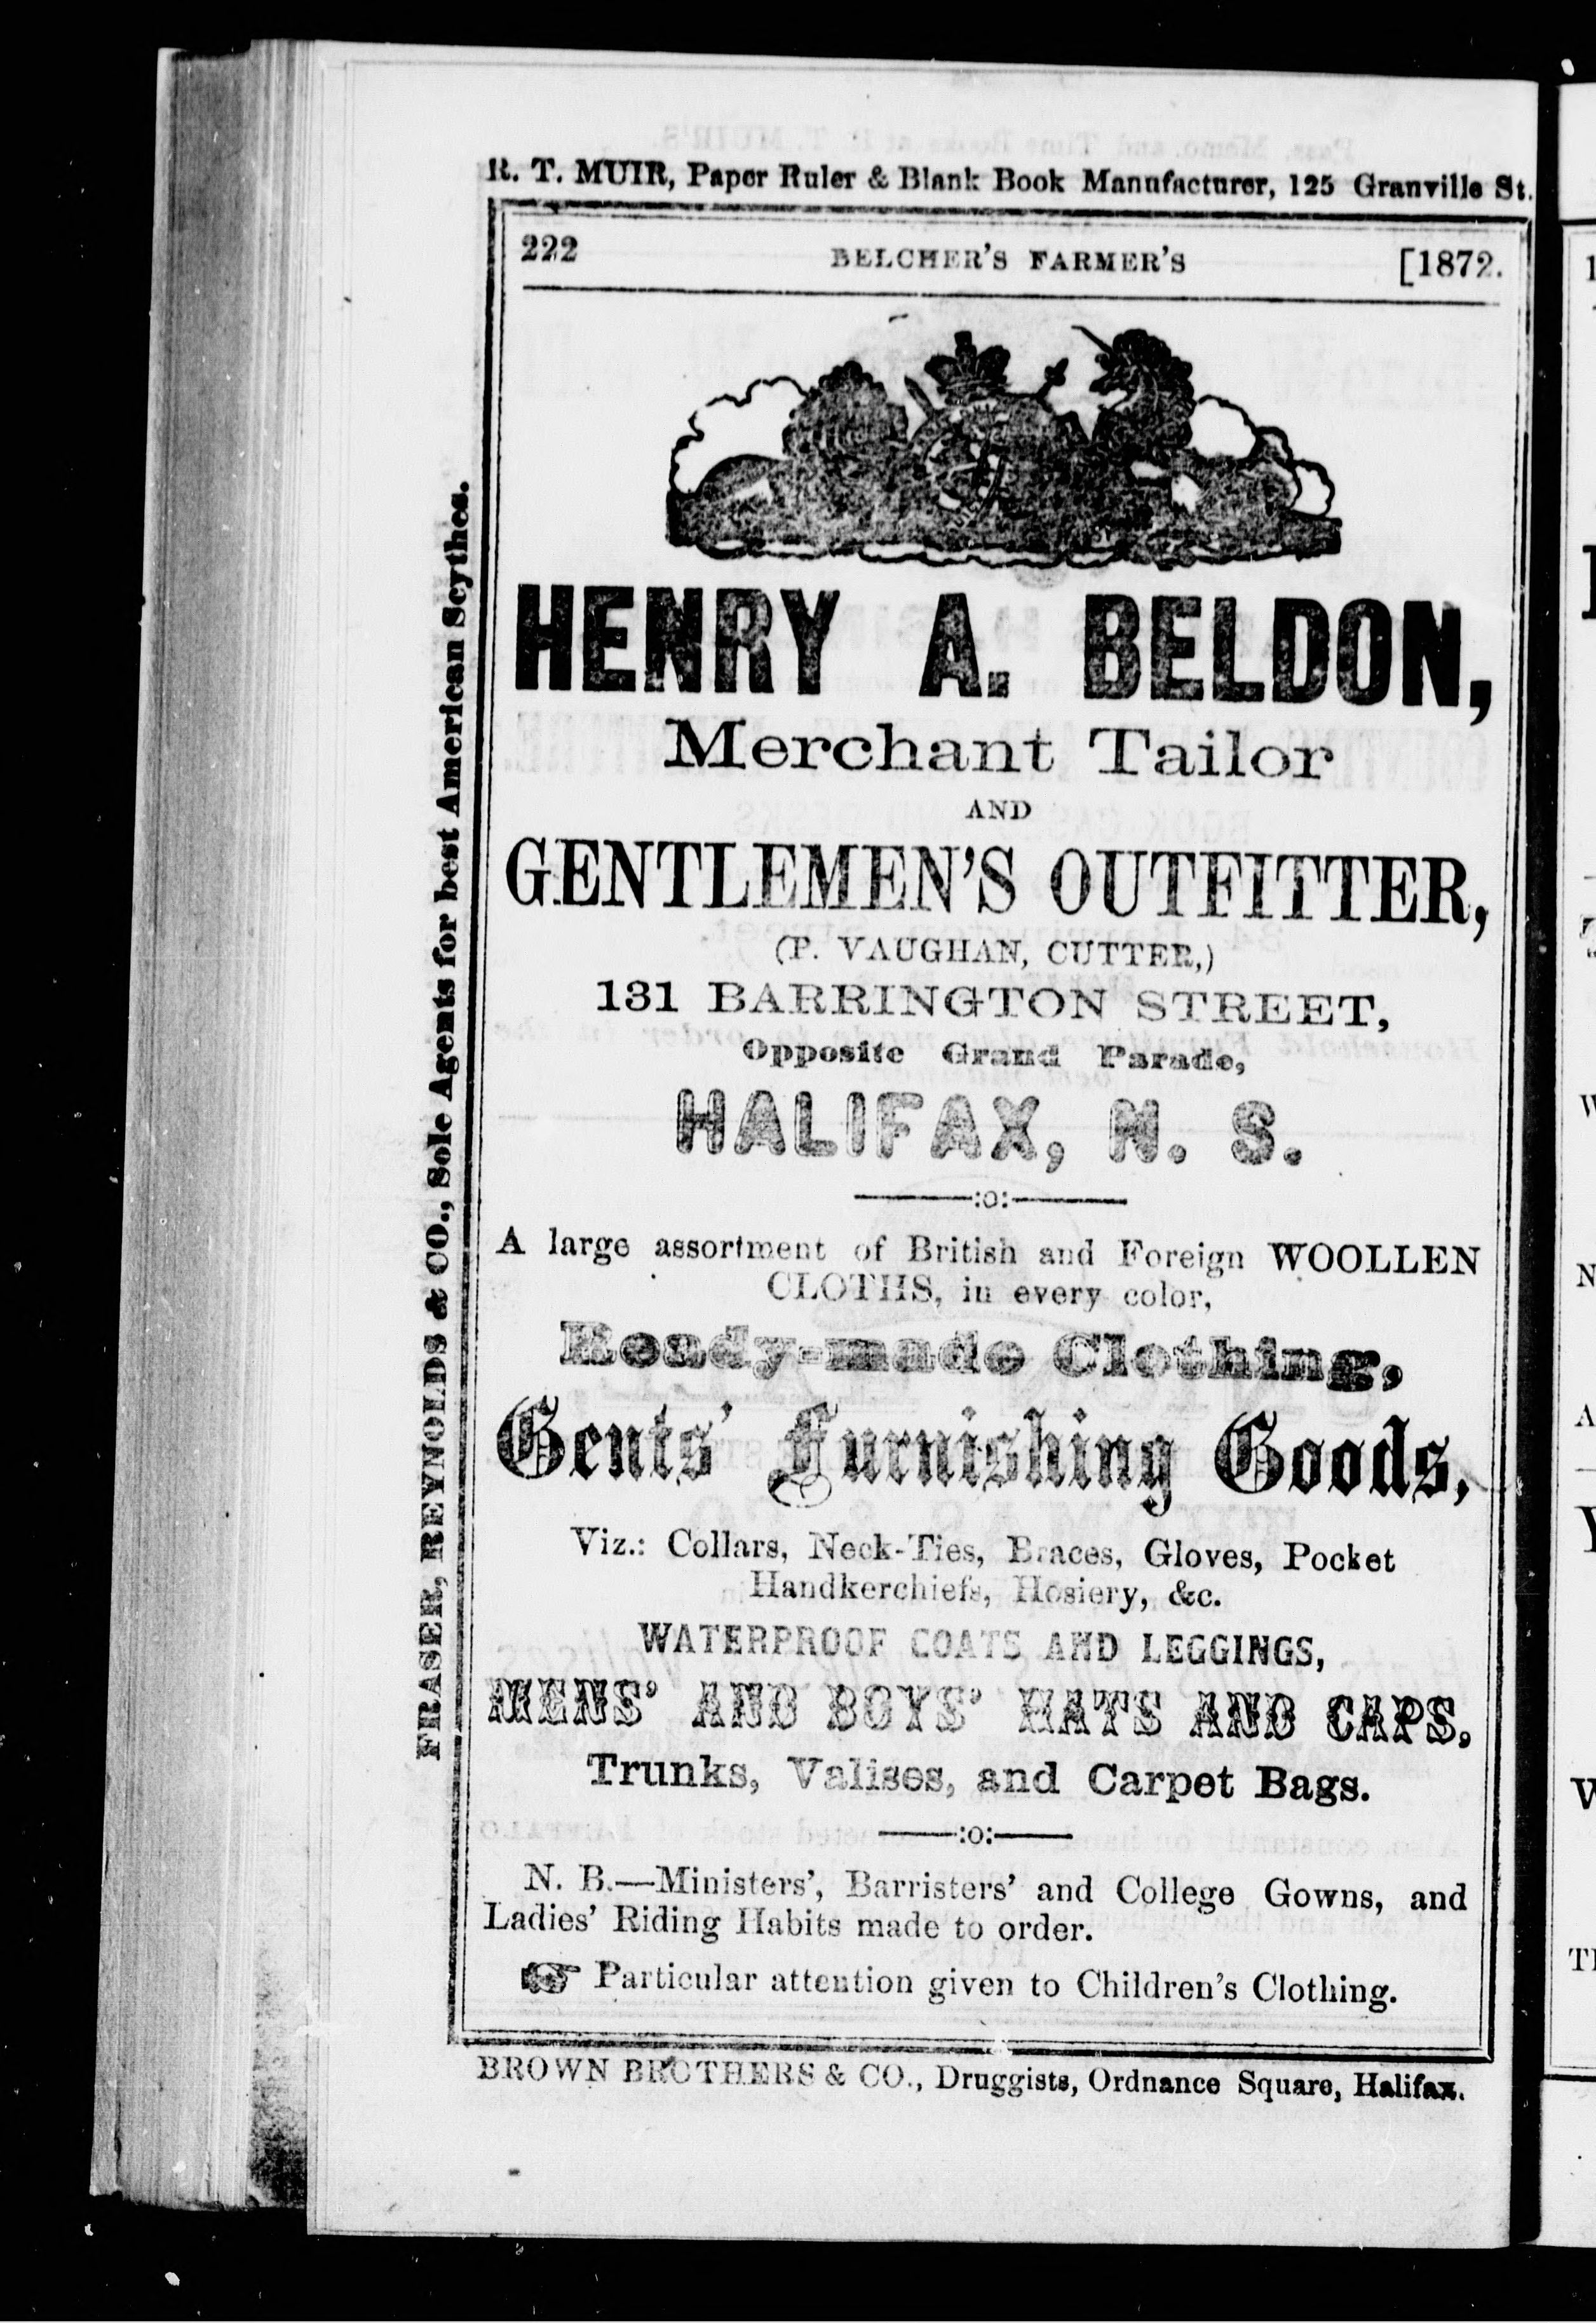 R. T. MUIR, Paper Ruler & Blank Book Manufacturer, 125 Granville St.
222 BELCHER'S FARMER'S [1872.
HENRY A. BELDON,
Merchant Tailor
AND
GENTLEMEN'S OUTFITTER,
(P. VAUGHAN, CUTTER,)
131 BARRINGTON STREET,
Opposite Grand Parade,
HALIFAX, N. S.
:o:
A large assortment of British and Foreign WOOLLEN
CLOTHS, in every color,
Ready-made Clothing,
Gents' Furnishing Goods,
Viz.: Collars, Neck-Ties, Braces, Gloves, Pocket
Handkerchiefs, Hosiery, &c.
WATERPROOF COATS AND LEGGINGS,
MENS' AND BOYS' HATS AND CAPS,
Trunks, Valises, and Carpet Bags.
:o:
N. B.—Ministers', Barristers' and College Gowns, and
Ladies' Riding Habits made to order.
☞ Particular attention given to Children's Clothing.
BROWN BROTHERS & CO., Druggists, Ordnance Square, Halifax.
FRASER, REYNOLDS & CO., Sole Agents for best American Scythes.